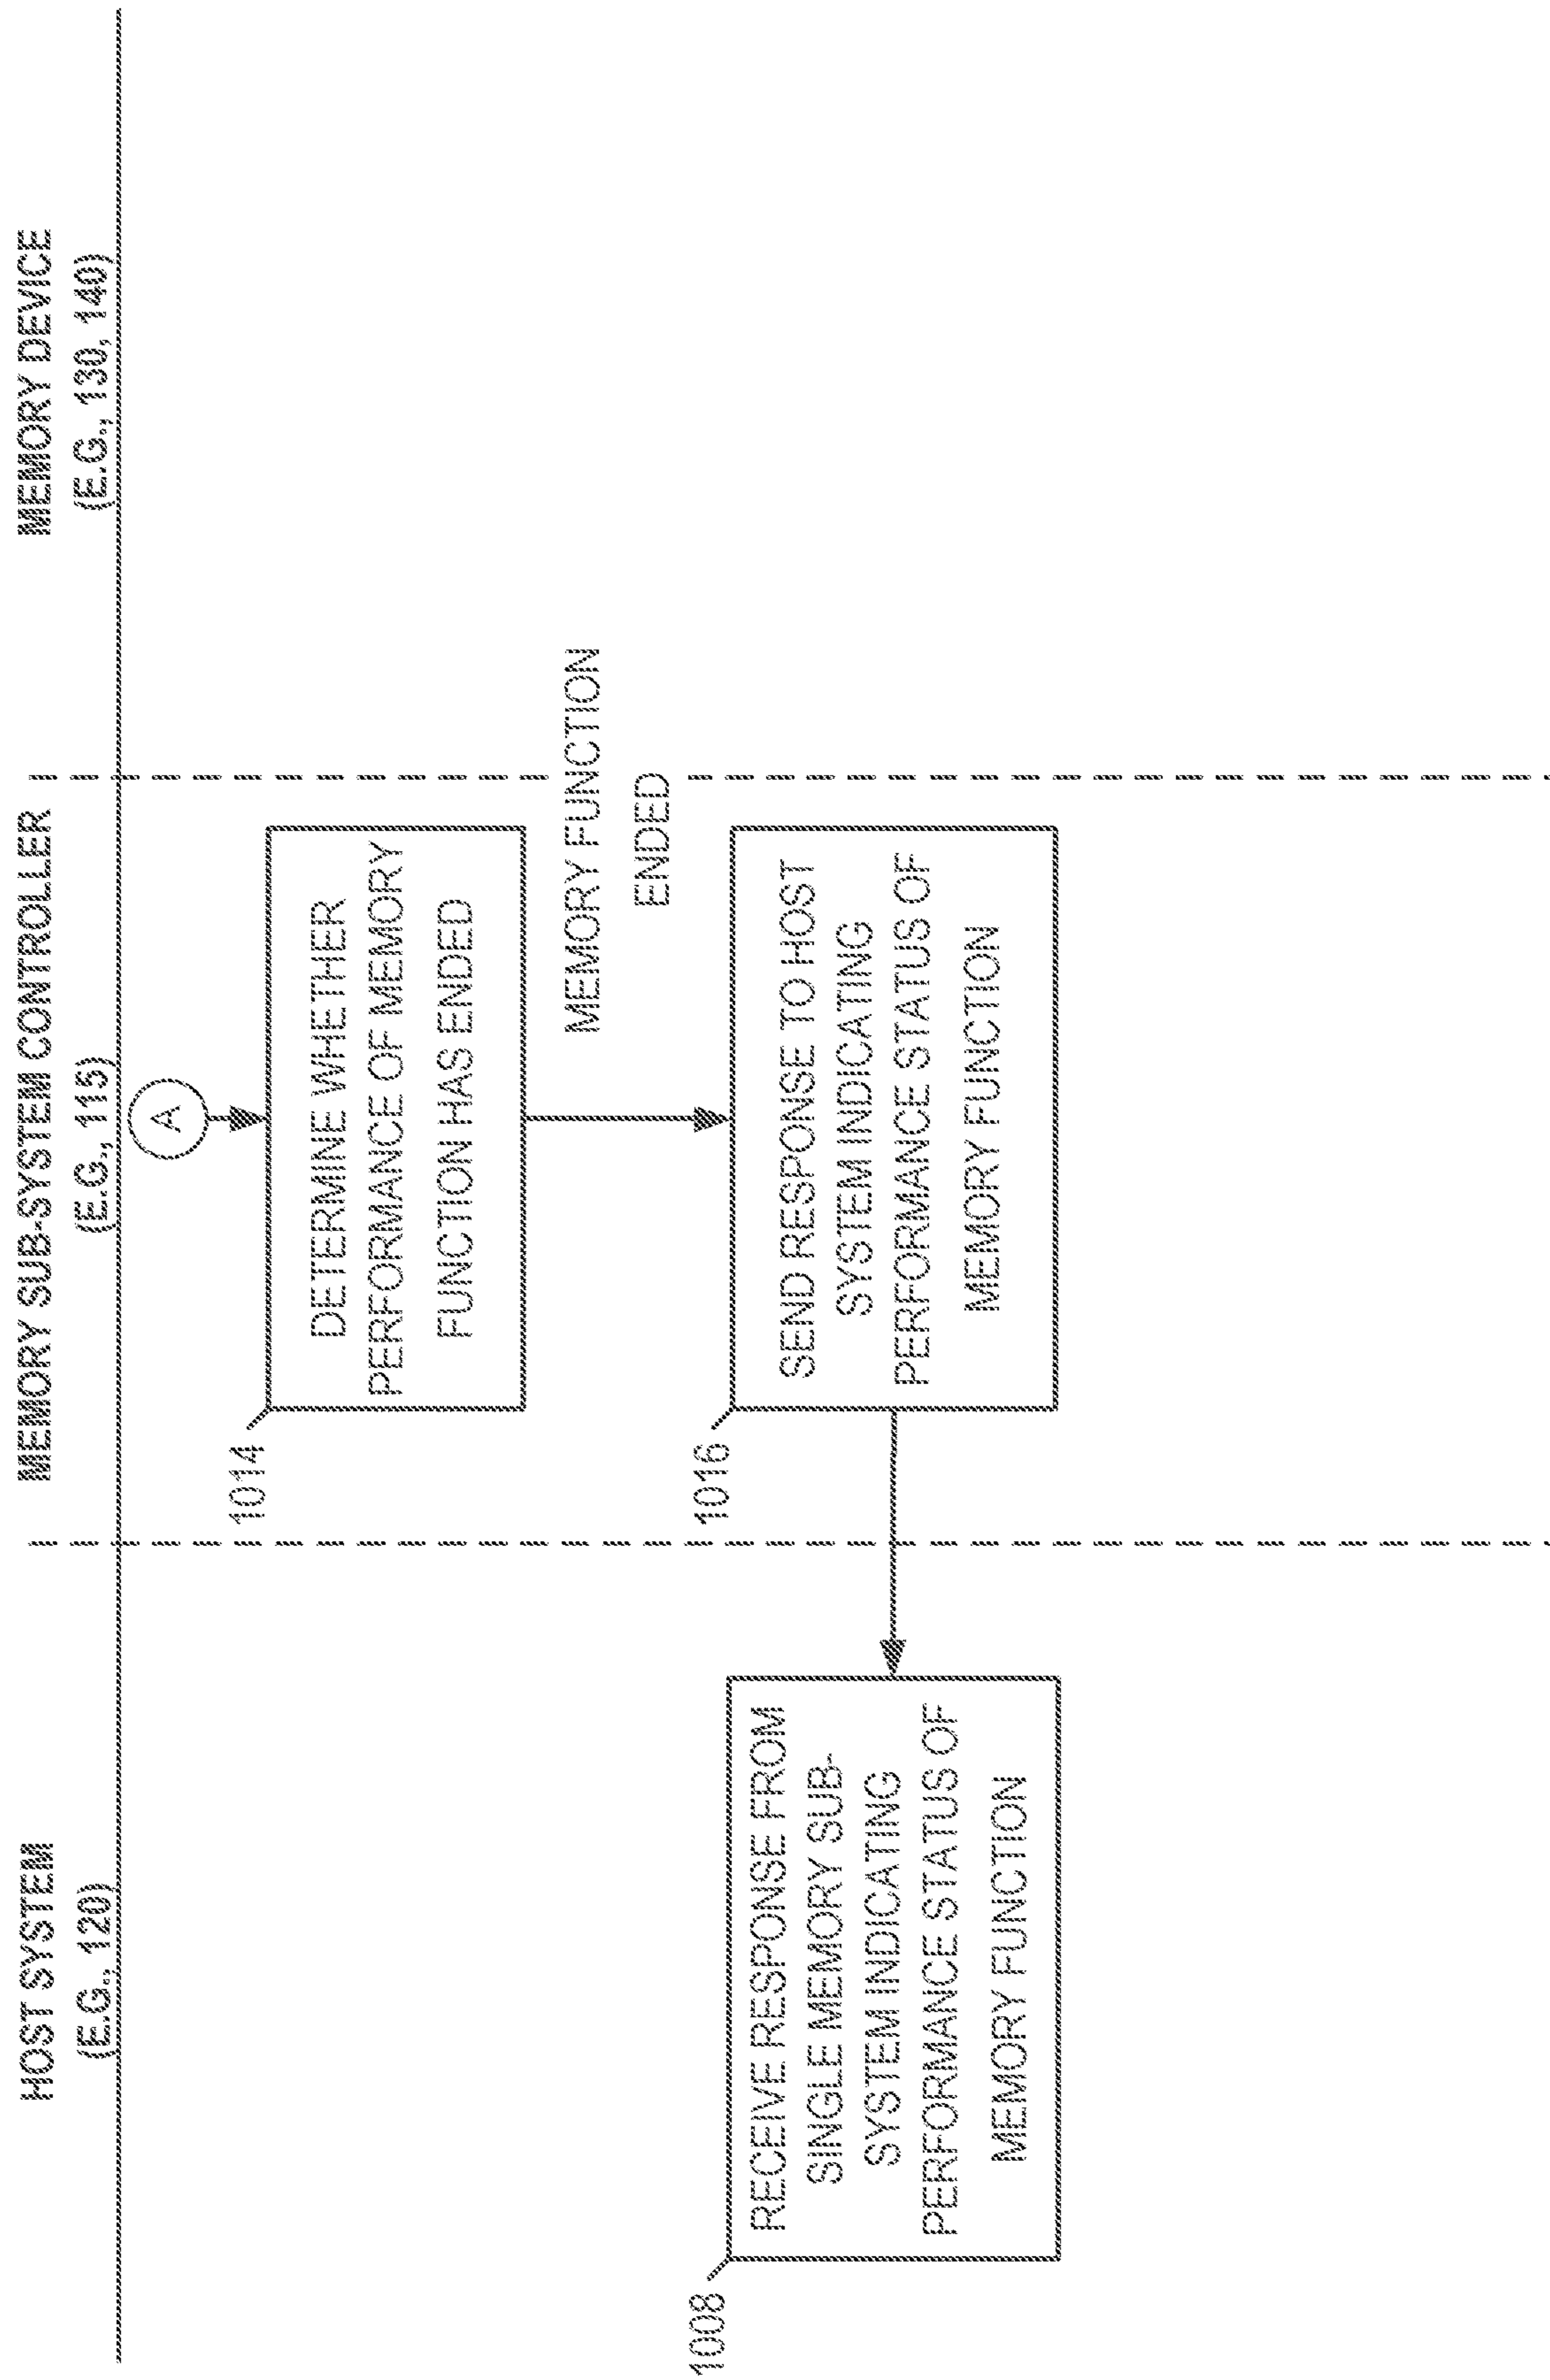 HOST SYSTEM
(E.G., 120)
MEMORY SUB-SYSTEM CONTROLLER
(E.G., 115)
MEMORY DEVICE
(E.G., 130, 140)
A
1014
DETERMINE WHETHER
PERFORMANCE OF MEMORY
FUNCTION HAS ENDED
MEMORY FUNCTION
ENDED
1016
SEND RESPONSE TO HOST
SYSTEM INDICATING
PERFORMANCE STATUS OF
MEMORY FUNCTION
1008
RECEIVE RESPONSE FROM
SINGLE MEMORY SUB-
SYSTEM INDICATING
PERFORMANCE STATUS OF
MEMORY FUNCTION